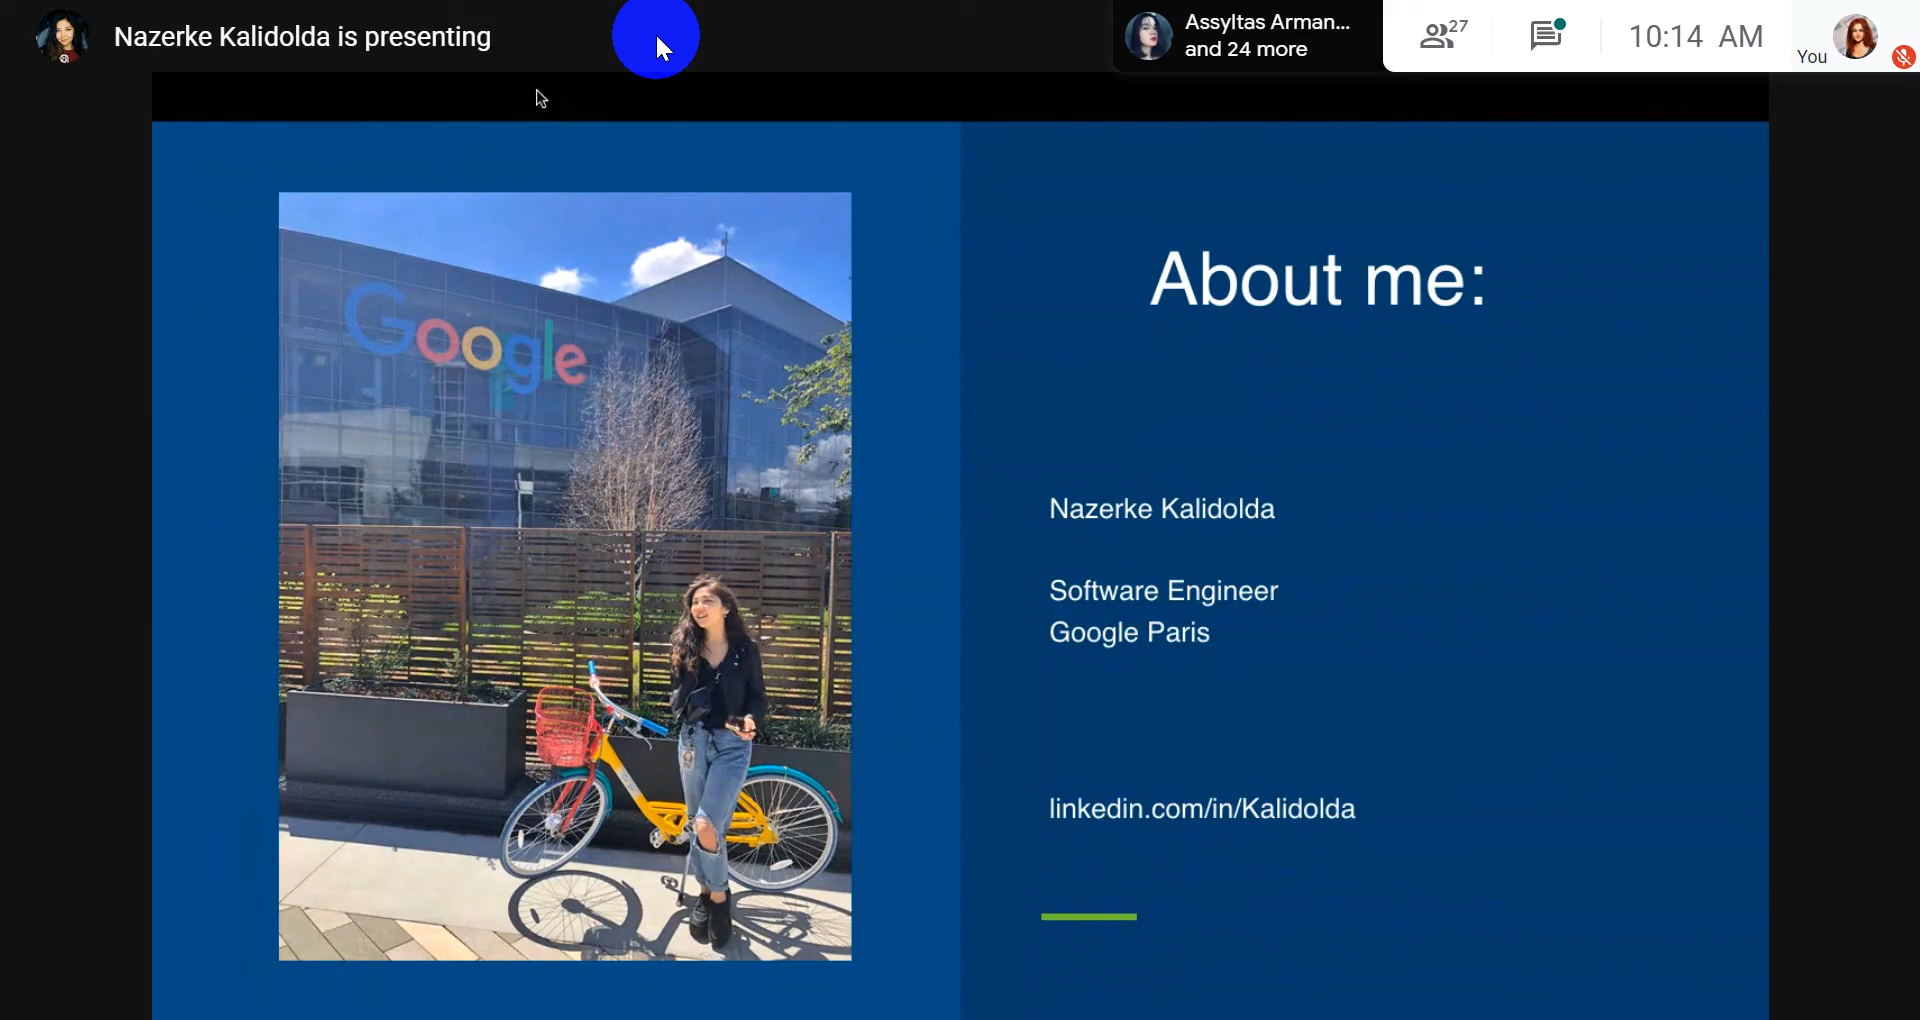 Nazerke Kalidolda is presenting
Assyltas Arman...
and 24 more
27
10:14 AM
You
Google
About me:
Nazerke Kalidolda
Software Engineer
Google Paris
linkedin.com/in/Kalidolda